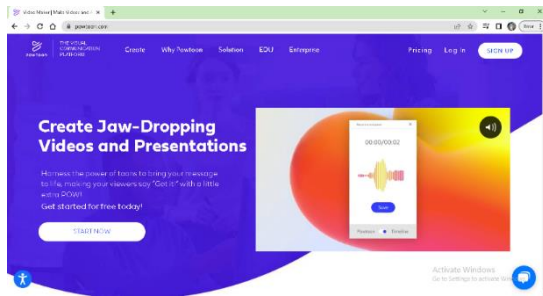 Video Maker | Make Videos and
powtoon.com
POWTOON
THE VISUAL
COMMUNICATION
PLATFORM
Create
Why Powtoon
Solution
EDU
Enterprise
Pricing
Log In
SIGN UP
Create Jaw-Dropping
Videos and Presentations
Harness the power of toons to bring your message
to life, making your viewers say "Got it" with a little
extra POW!
Get started for free today!
START NOW
00:00/00:02
Save
Timeline
Activate Windows
Go to Settings to activate